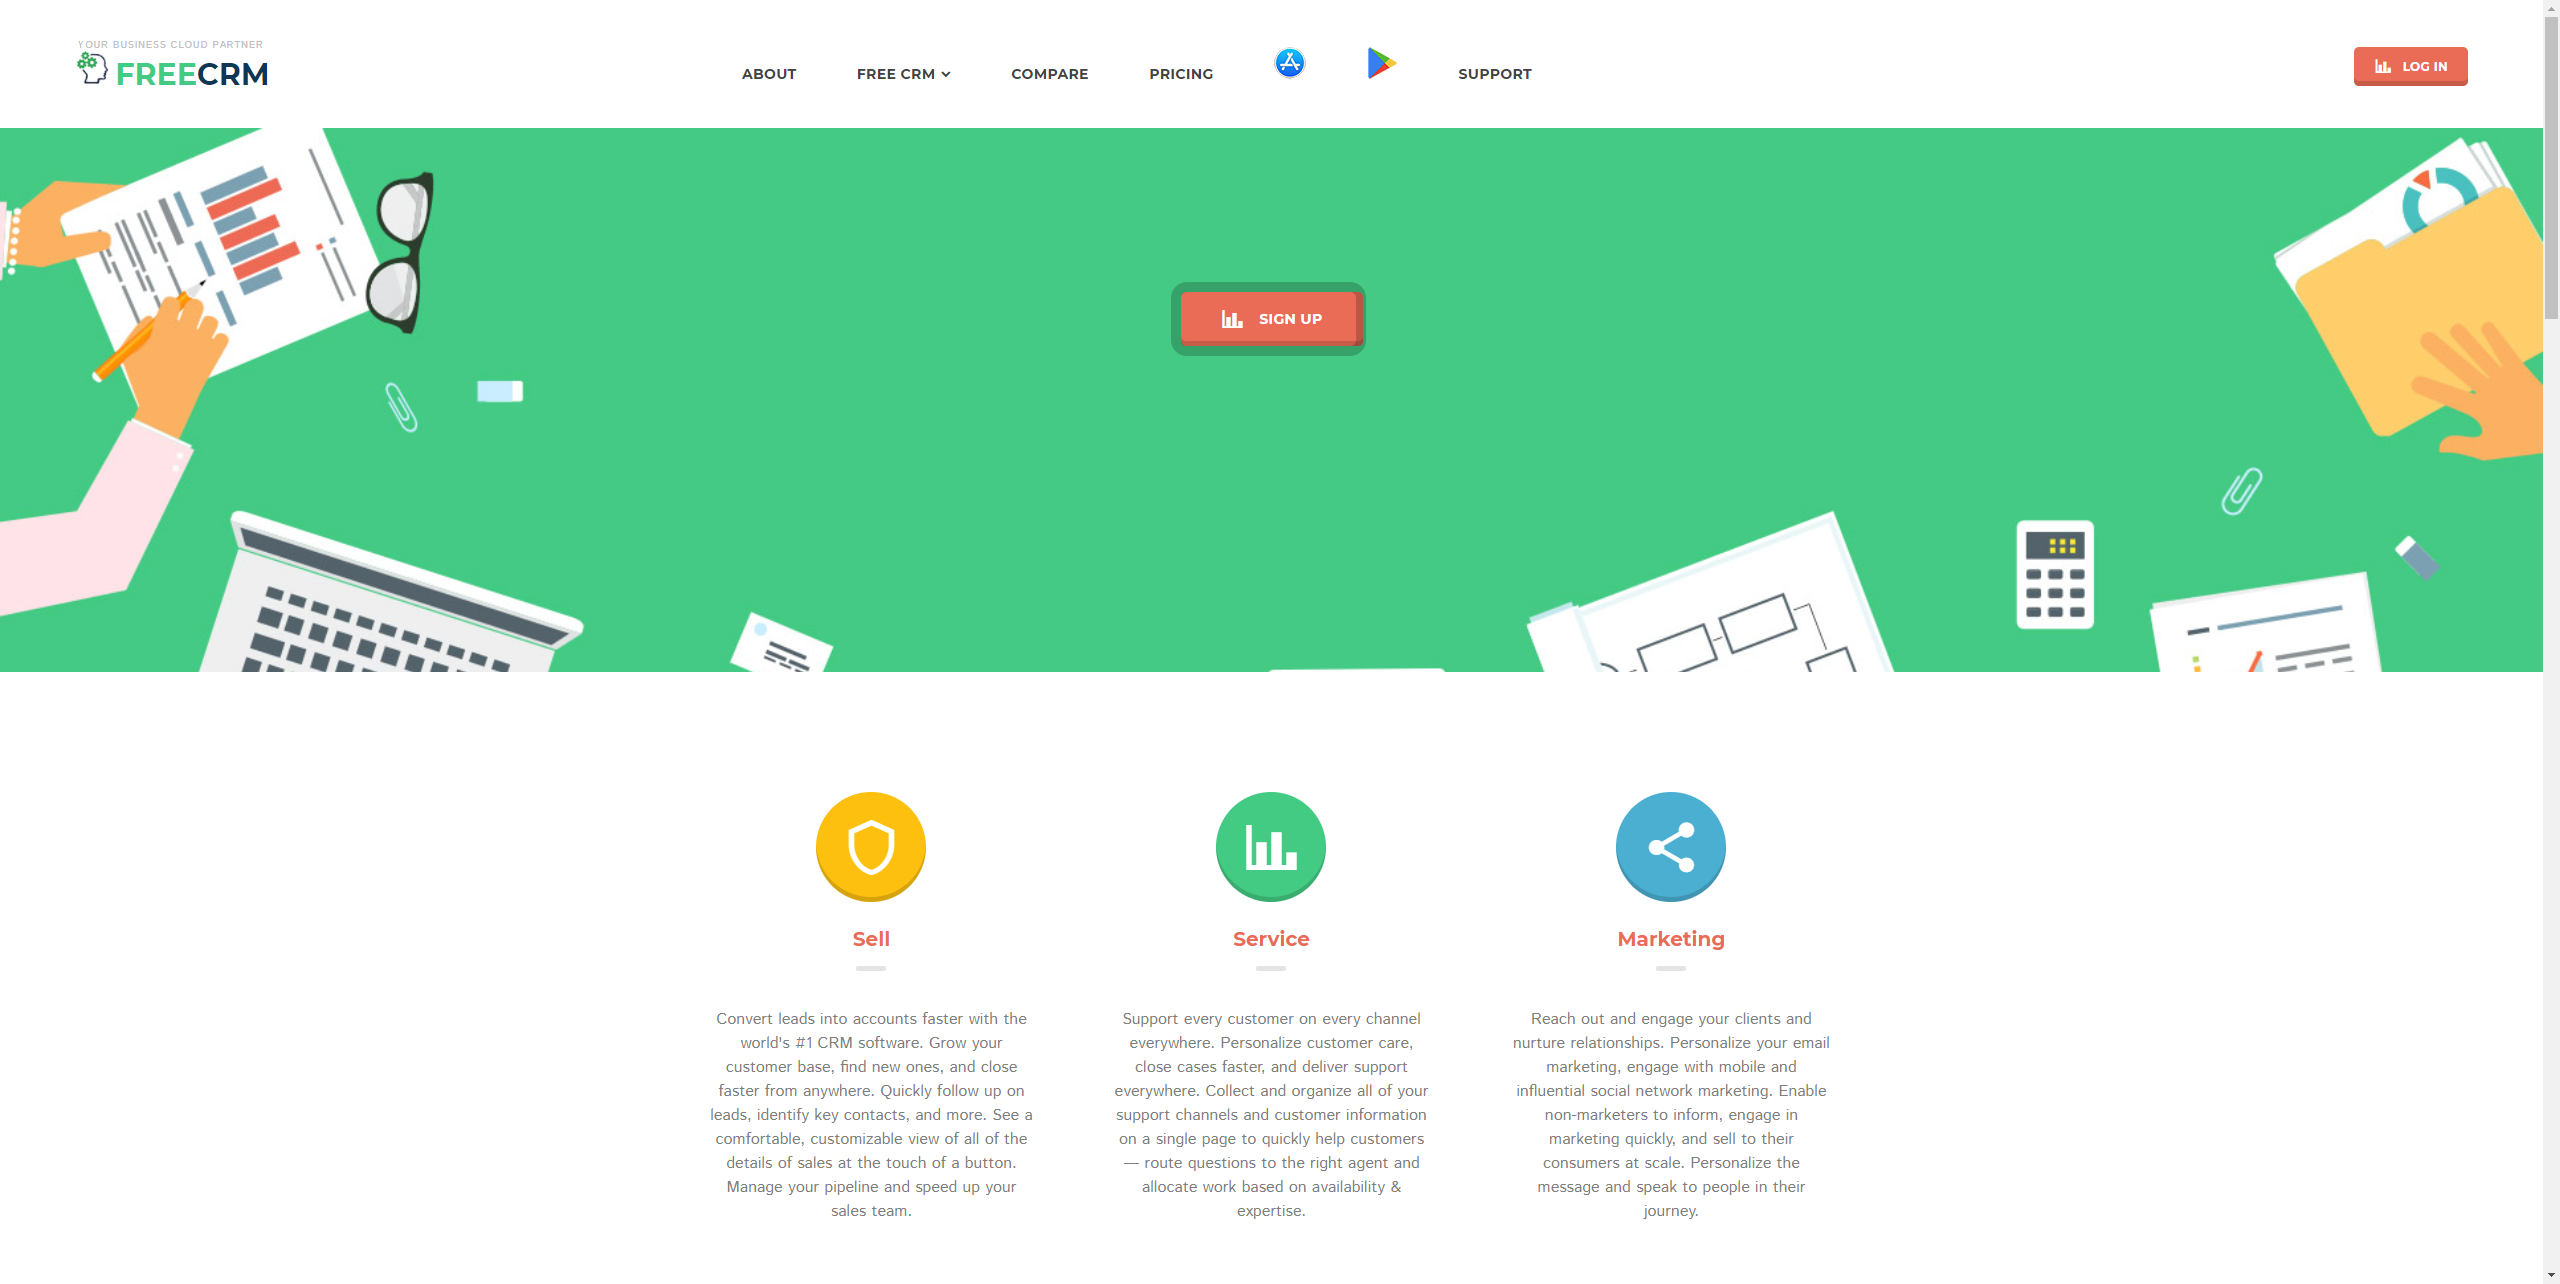 YOUR BUSINESS CLOUD PARTNER
FREECRM
ABOUT
FREE CRM
COMPARE
PRICING
SUPPORT
LOG IN
SIGN UP
Sell
Convert leads into accounts faster with the
world's #1 CRM software. Grow your
customer base, find new ones, and close
faster from anywhere. Quickly follow up on
leads, identify key contacts, and more. See a
comfortable, customizable view of all of the
details of sales at the touch of a button.
Manage your pipeline and speed up your
sales team.
Service
Support every customer on every channel
everywhere. Personalize customer care,
close cases faster, and deliver support
everywhere. Collect and organize all of your
support channels and customer information
on a single page to quickly help customers
— route questions to the right agent and
allocate work based on availability &
expertise.
Marketing
Reach out and engage your clients and
nurture relationships. Personalize your email
marketing, engage with mobile and
influential social network marketing. Enable
non-marketers to inform, engage in
marketing quickly, and sell to their
consumers at scale. Personalize the
message and speak to people in their
journey.